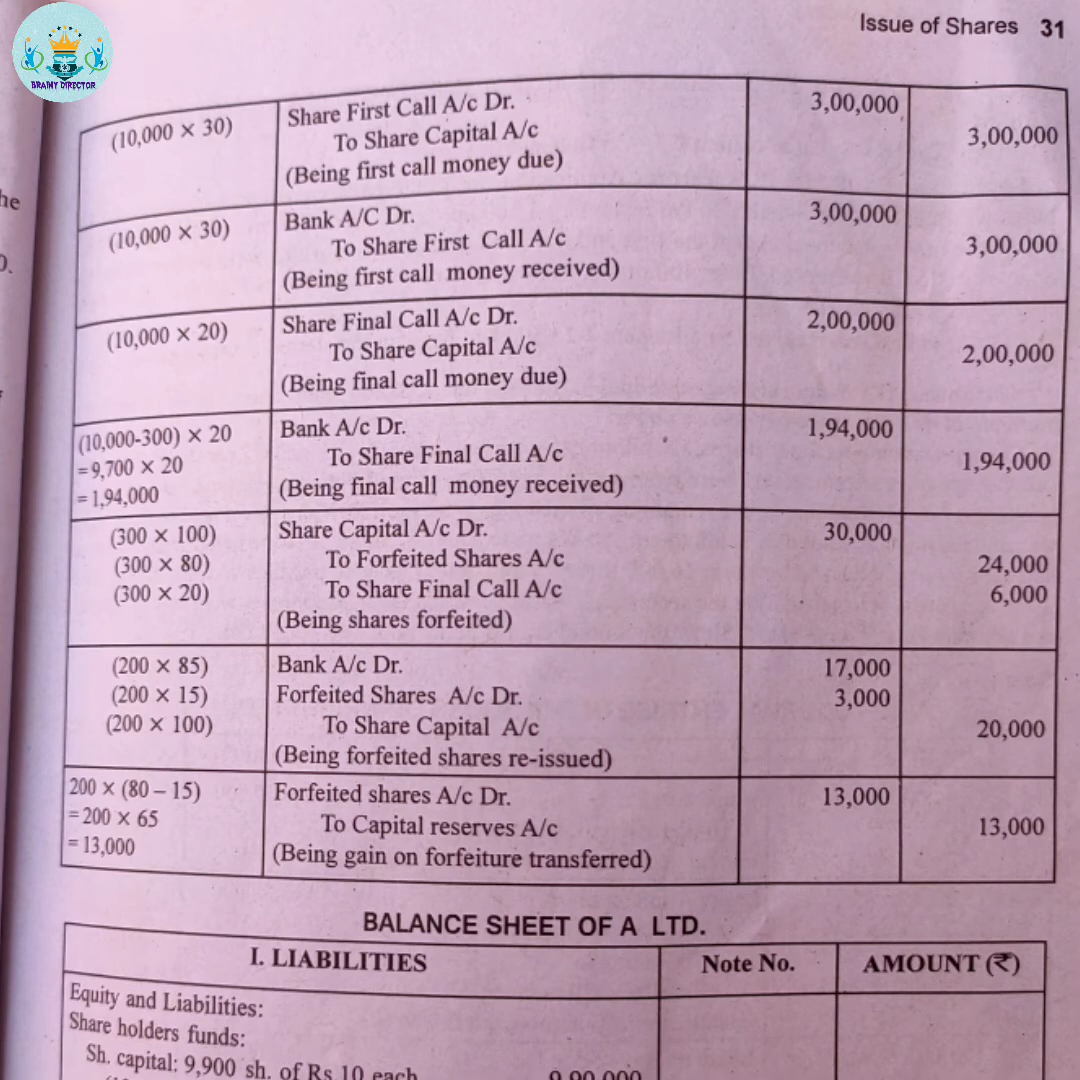 BRAINY DIRECTOR
Issue of Shares 31
he
0.
(10,000 × 30) Share First Call A/c Dr. 3,00,000
To Share Capital A/c 3,00,000
(Being first call money due)
(10,000 × 30) Bank A/C Dr. 3,00,000
To Share First Call A/c 3,00,000
(Being first call money received)
(10,000 × 20) Share Final Call A/c Dr. 2,00,000
To Share Capital A/c 2,00,000
(Being final call money due)
(10,000-300) × 20 Bank A/c Dr. 1,94,000
=9,700 × 20 To Share Final Call A/c 1,94,000
=1,94,000 (Being final call money received)
(300 × 100) Share Capital A/c Dr. 30,000
(300 × 80) To Forfeited Shares A/c 24,000
(300 × 20) To Share Final Call A/c 6,000
(Being shares forfeited)
(200 × 85) Bank A/c Dr. 17,000
(200 × 15) Forfeited Shares A/c Dr. 3,000
(200 × 100) To Share Capital A/c 20,000
(Being forfeited shares re-issued)
200 × (80 – 15) Forfeited shares A/c Dr. 13,000
=200 × 65 To Capital reserves A/c 13,000
=13,000 (Being gain on forfeiture transferred)
BALANCE SHEET OF A LTD.
I. LIABILITIES Note No. AMOUNT (₹)
Equity and Liabilities:
Share holders funds:
Sh. capital: 9,900 sh. of Rs 10 each 9,90,000